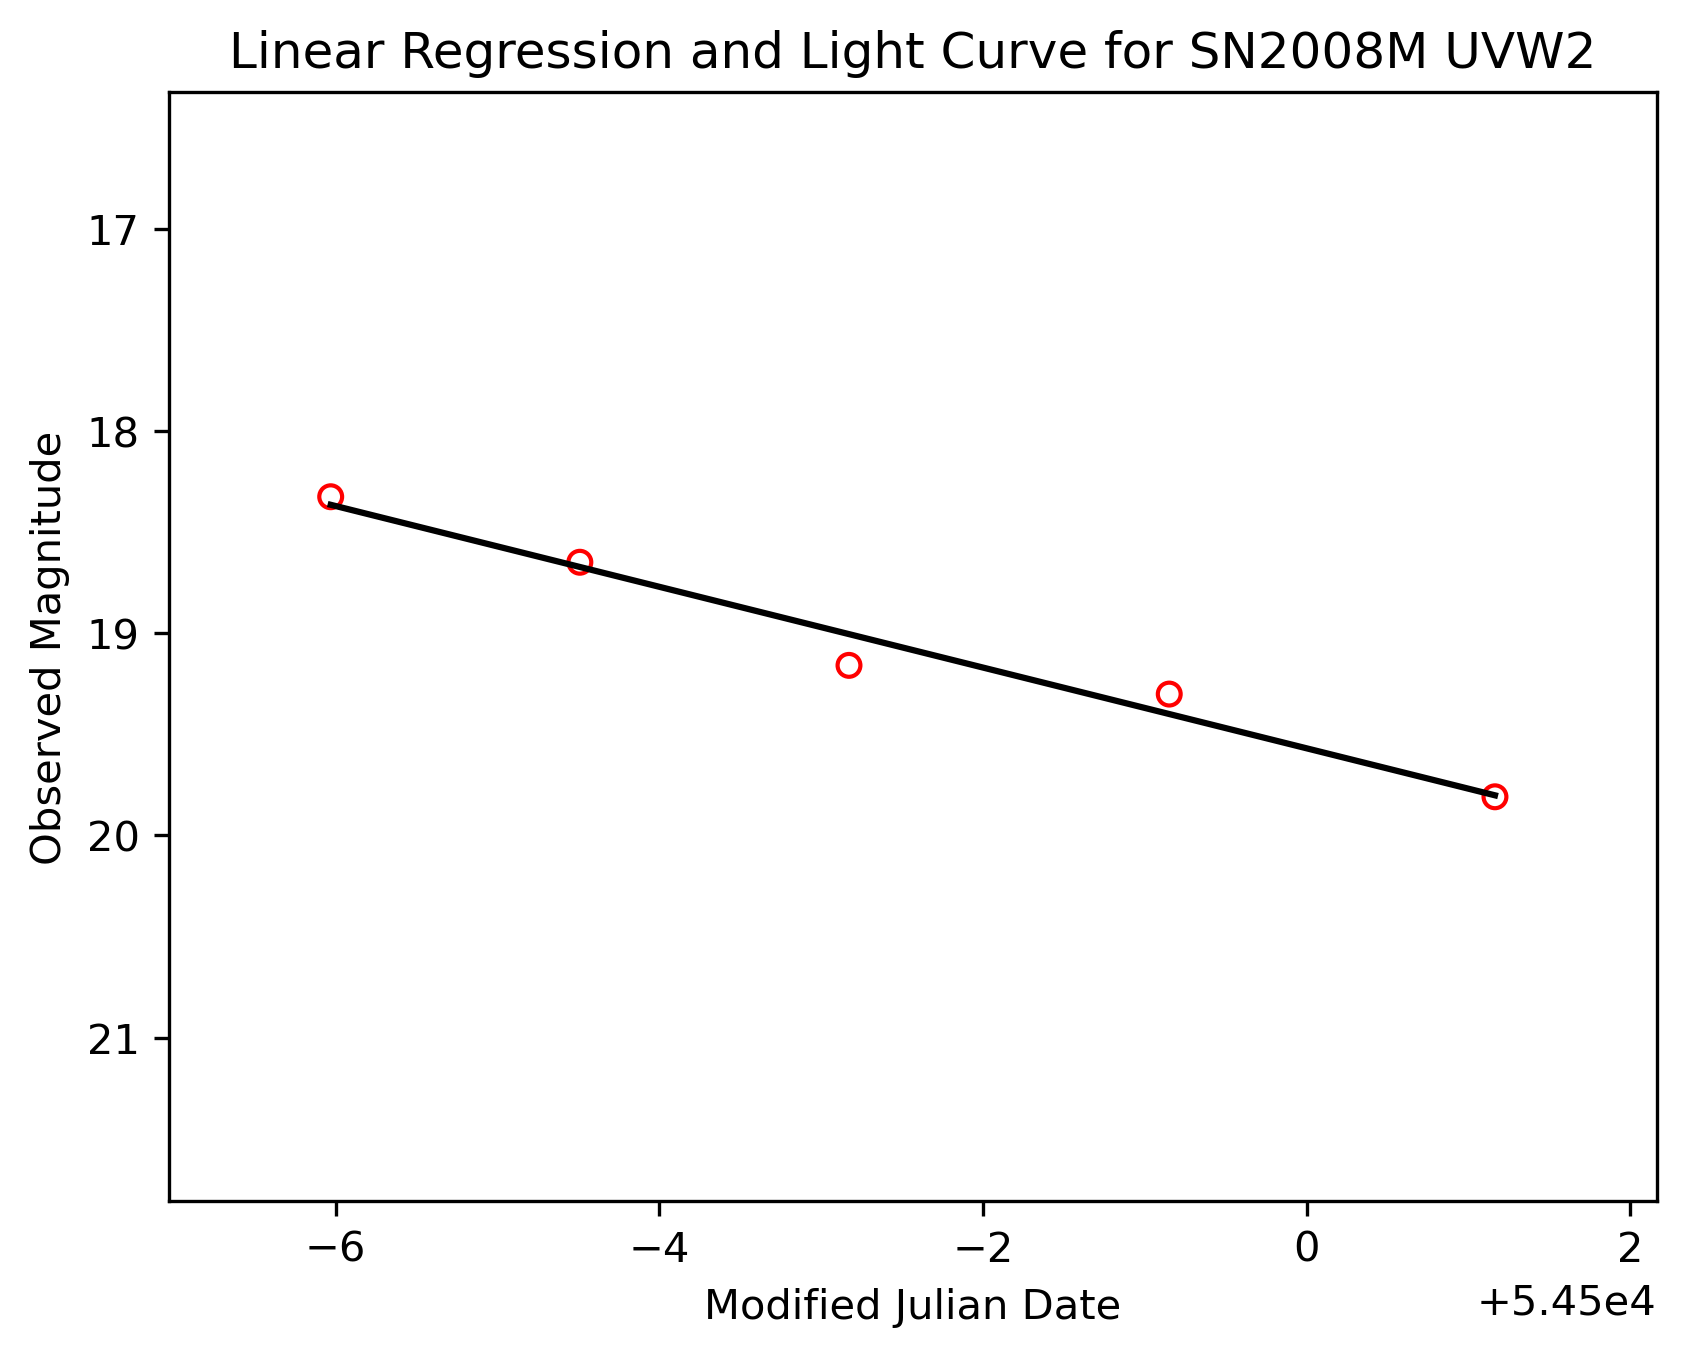 Linear Regression and Light Curve for SN2008M UVW2
Observed Magnitude
17
18
19
20
21
−6 −4 −2 0 2
Modified Julian Date
+5.45e4